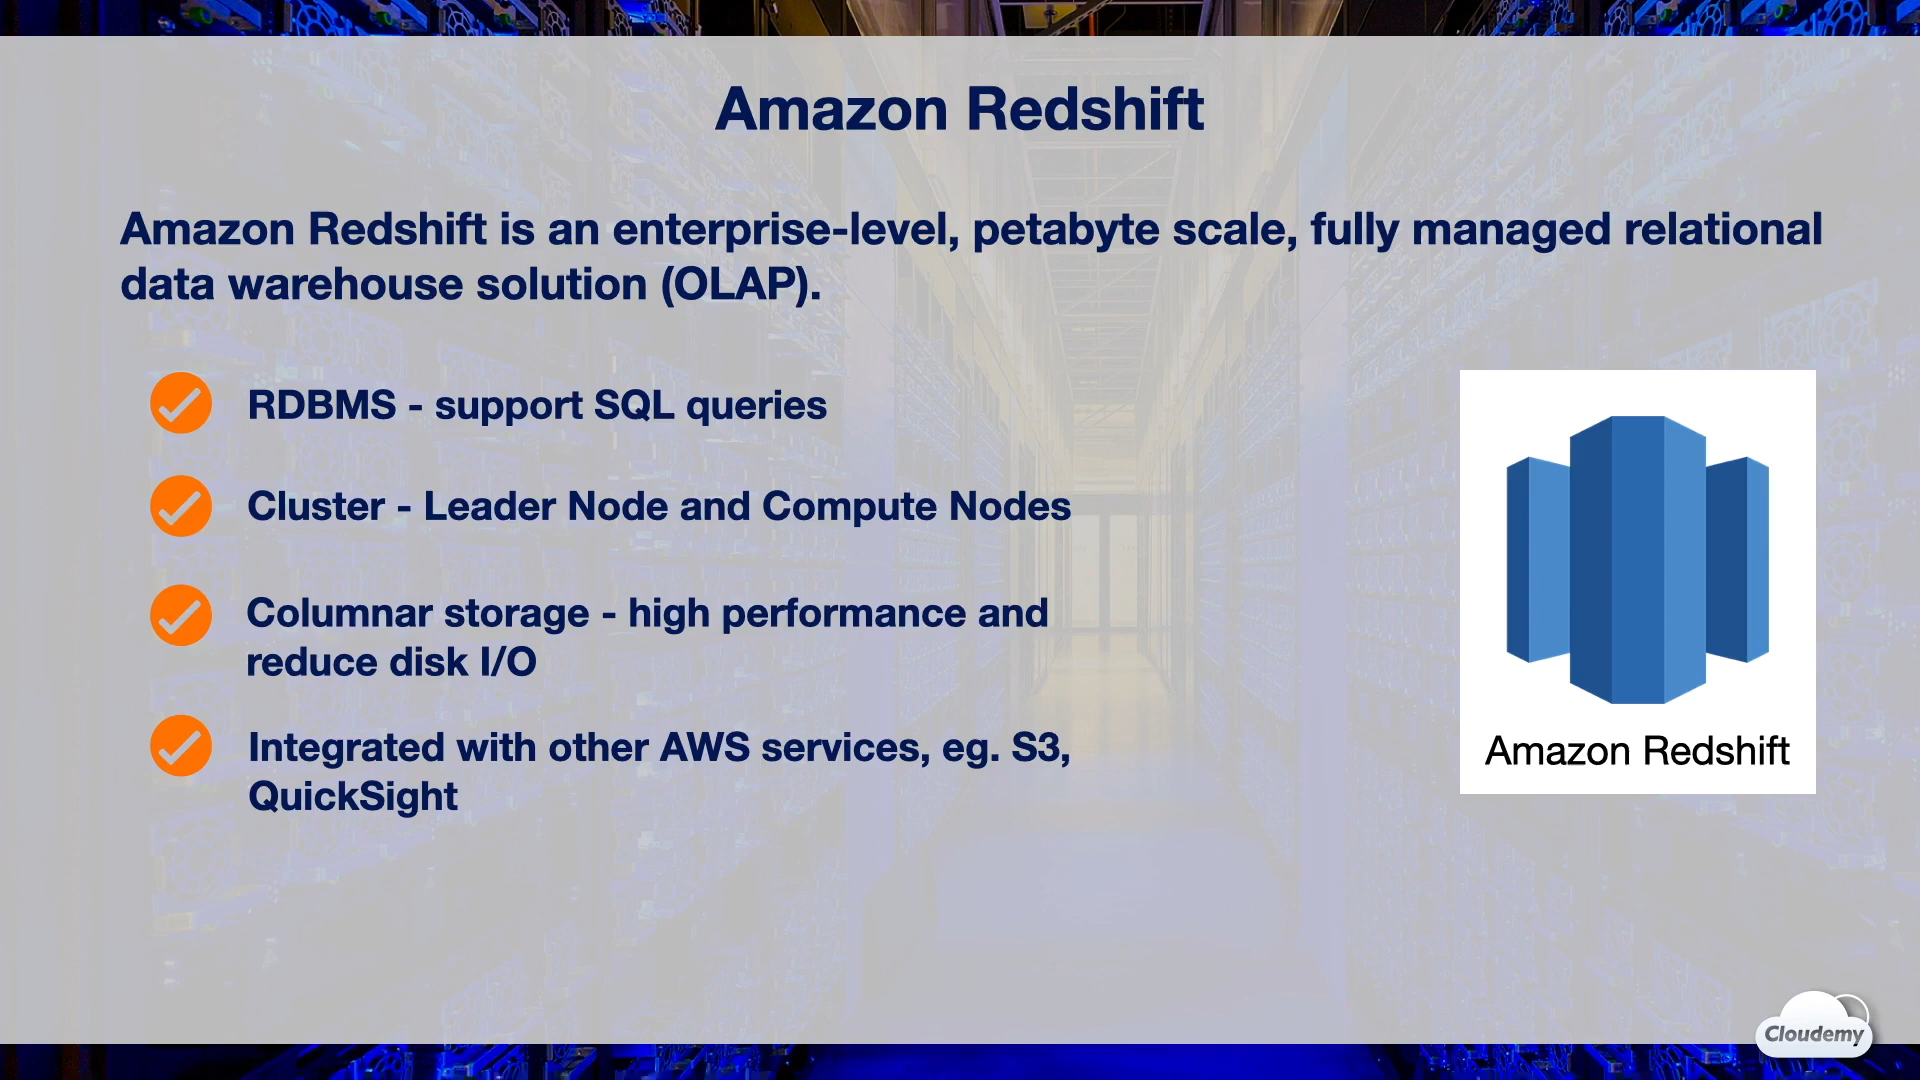 Amazon Redshift
Amazon Redshift is an enterprise-level, petabyte scale, fully managed relational
data warehouse solution (OLAP).
RDBMS - support SQL queries
Cluster - Leader Node and Compute Nodes
Columnar storage - high performance and
reduce disk I/O
Integrated with other AWS services, eg. S3,
QuickSight
Amazon Redshift
Cloudemy